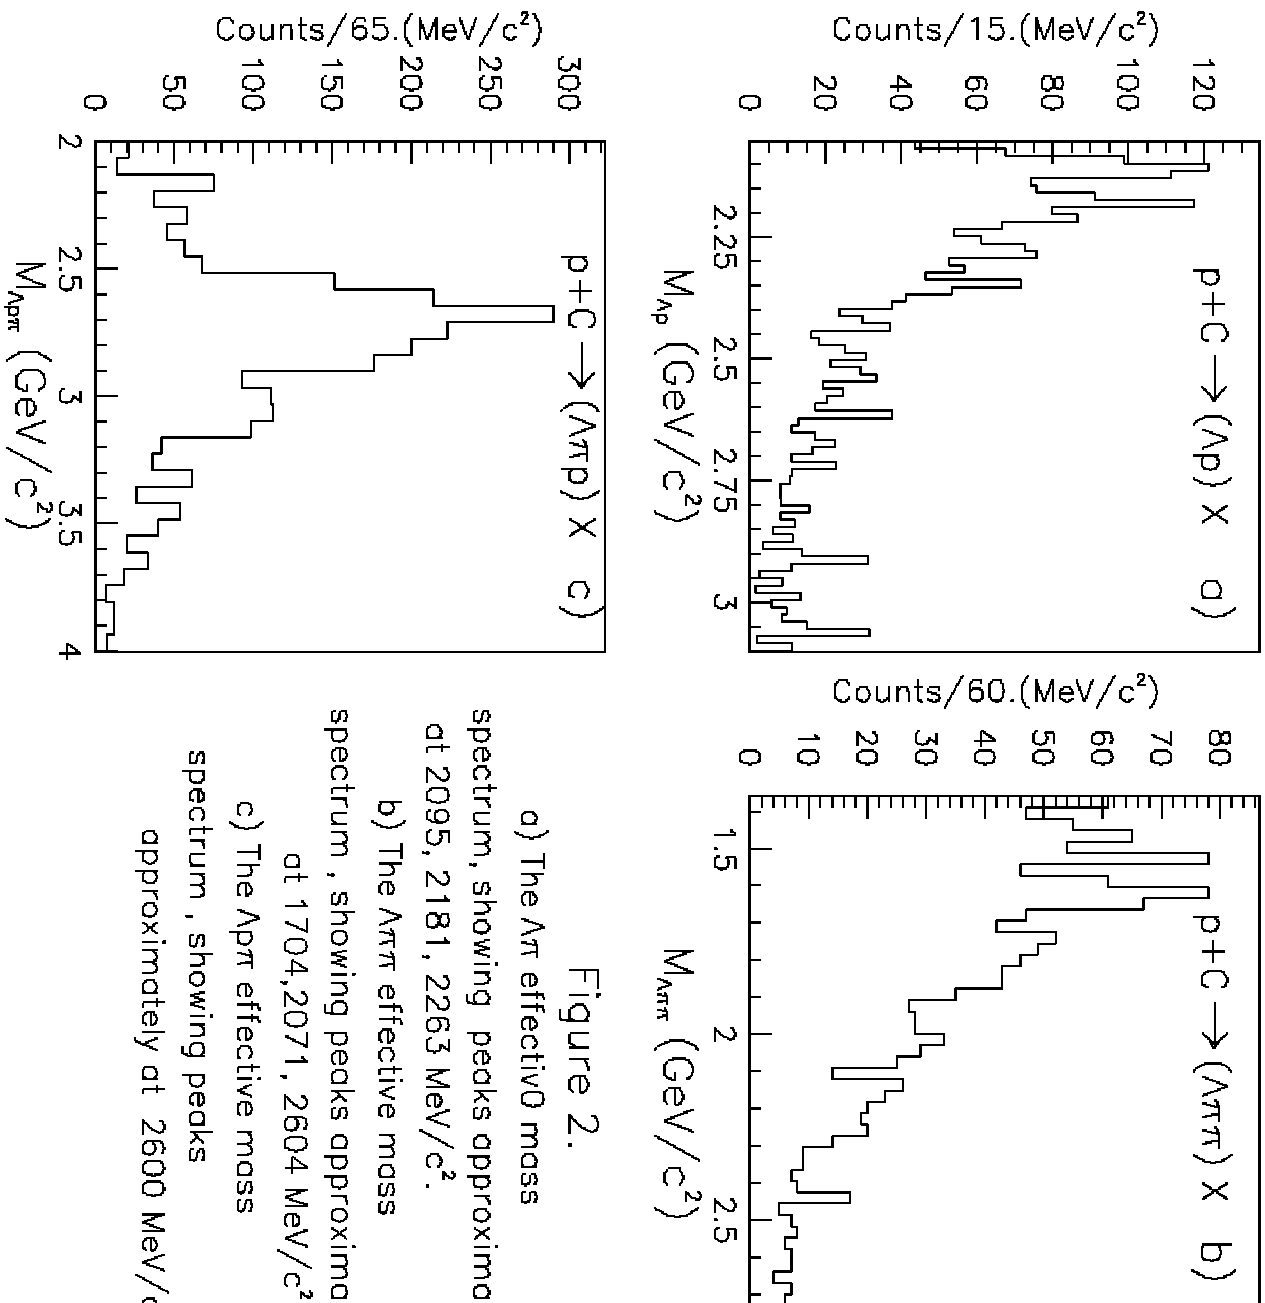 Counts/15.(MeV/c²)
120
100
80
60
40
20
0
p+C → (Λp) X a)
2.25 2.5 2.75 3
M_Λp (GeV/c²)
Counts/60.(MeV/c²)
80
70
60
50
40
30
20
10
0
p+C → (Λππ) X b)
1.5 2 2.5
M_Λππ (GeV/c²)
Counts/65.(MeV/c²)
300
250
200
150
100
50
0
p+C → (Λπp) X c)
2 2.5 3 3.5 4
M_Λpπ (GeV/c²)
Figure 2.
a) The Λπ effectiv0 mass
spectrum, showing peaks approxima
at 2095, 2181, 2263 MeV/c².
b) The Λππ effective mass
spectrum , showing peaks approxima
at 1704,2071, 2604 MeV/c²
c) The Λpπ effective mass
spectrum , showing peaks
approximately at 2600 MeV/